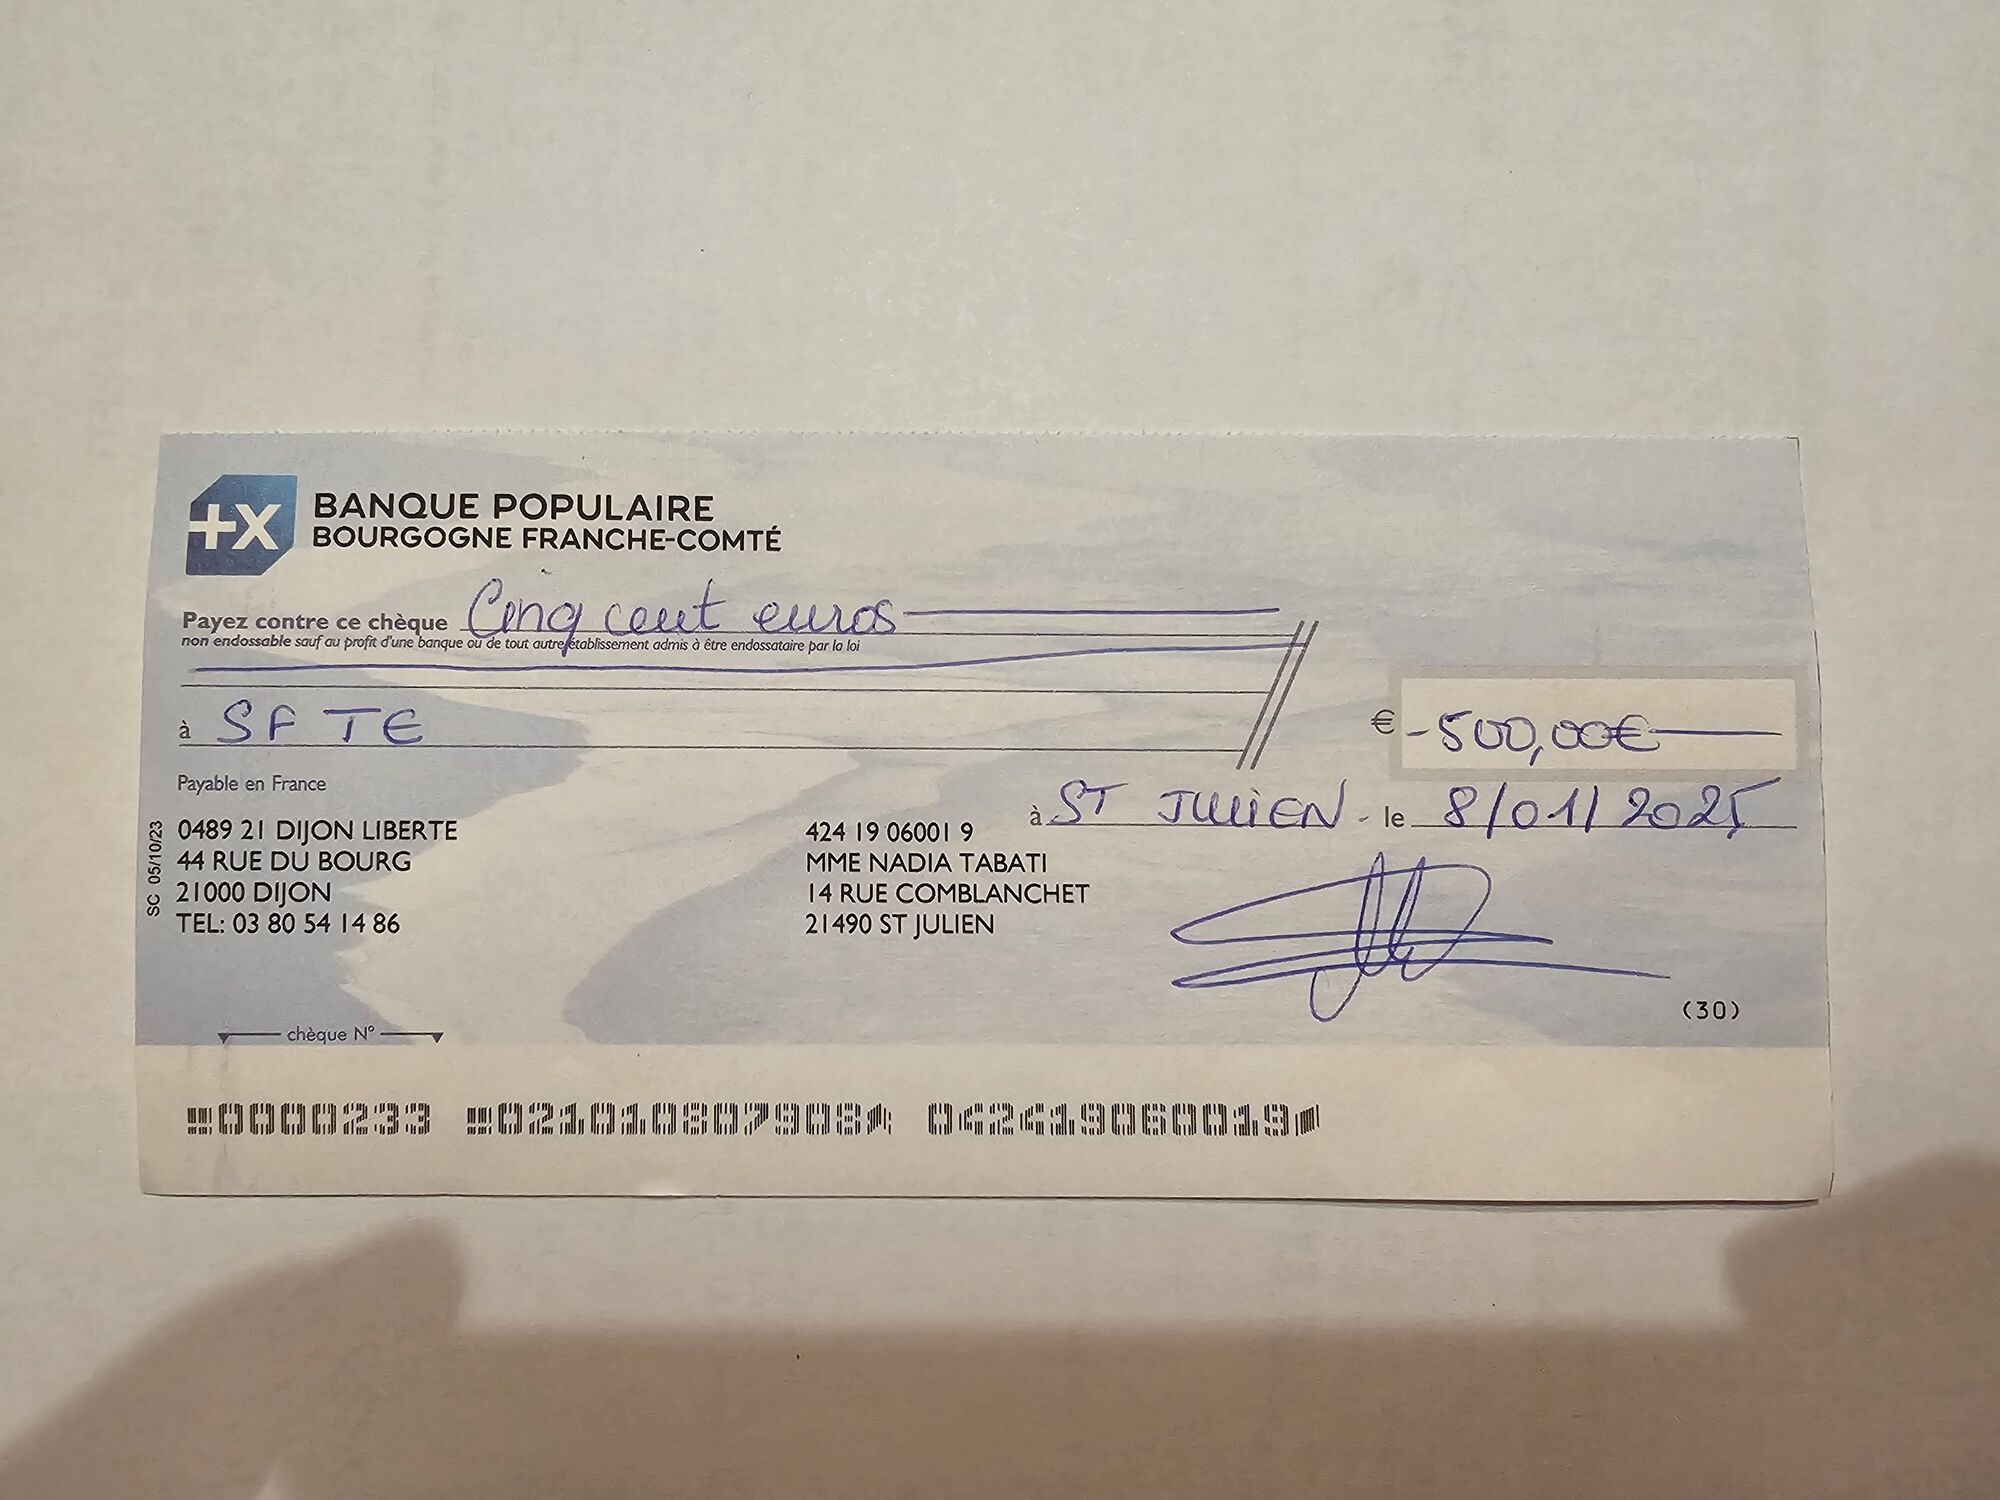 +X BANQUE POPULAIRE
BOURGOGNE FRANCHE-COMTÉ
Payez contre ce chèque Cinq cent euros
non endossable sauf au profit d'une banque ou de tout autre établissement admis à être endossataire par la loi
à SFTE
€ -500,00€
Payable en France
à ST JULIEN - le 8/01/2025
SC 05/10/23
0489 21 DIJON LIBERTE
44 RUE DU BOURG
21000 DIJON
TEL: 03 80 54 14 86
424 19 06001 9
MME NADIA TABATI
14 RUE COMBLANCHET
21490 ST JULIEN
(30)
chèque N°
0000233 021010807908 042419060019